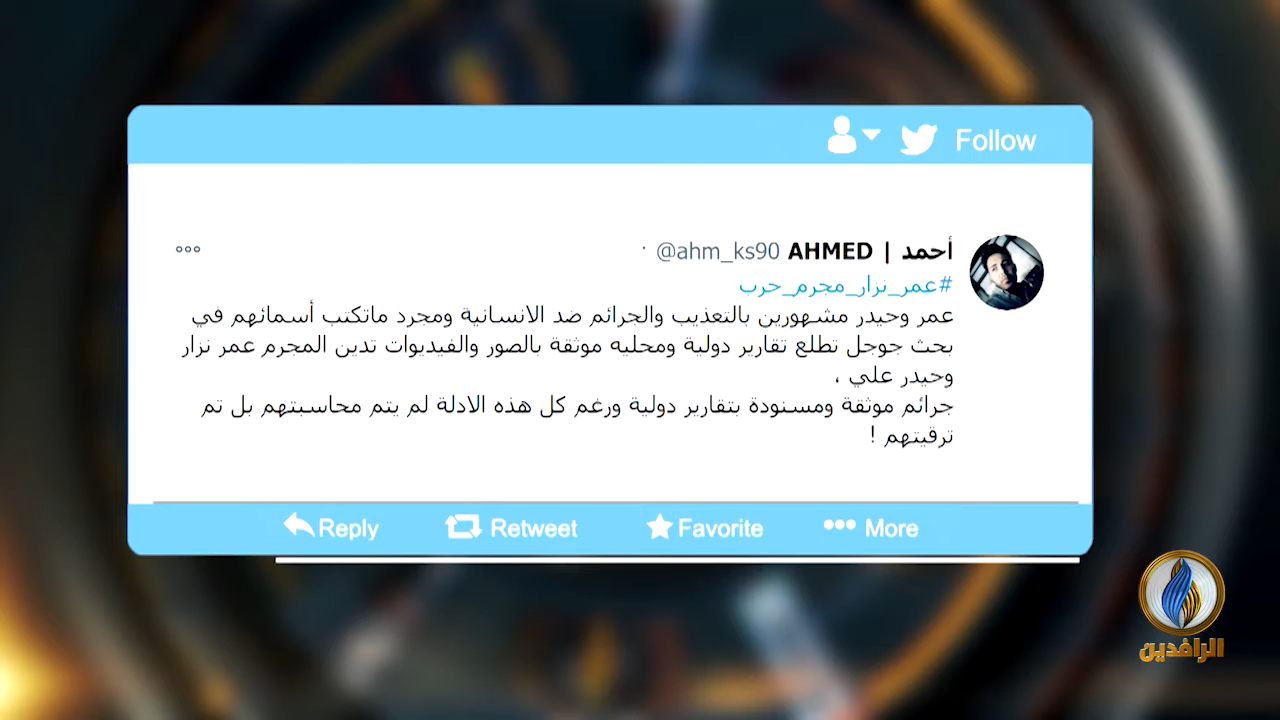 Follow
أحمد | AHMED @ahm_ks90 ·
#عمر_نزار_مجرم_حرب
عمر وحيدر مشهورين بالتعذيب والجرائم ضد الانسانية ومجرد ماتكتب أسمائهم في
بحث جوجل تطلع تقارير دولية ومحليه موثقة بالصور والفيديوات تدين المجرم عمر نزار
وحيدر علي ،
جرائم موثقة ومسنودة بتقارير دولية ورغم كل هذه الادلة لم يتم محاسبتهم بل تم
ترقيتهم !
Reply Retweet Favorite More
الرافدين